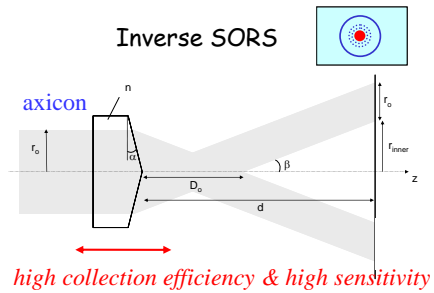 Inverse SORS
n
axicon
r₀
α
D₀
β
d
r₀
r_inner
z
high collection efficiency & high sensitivity